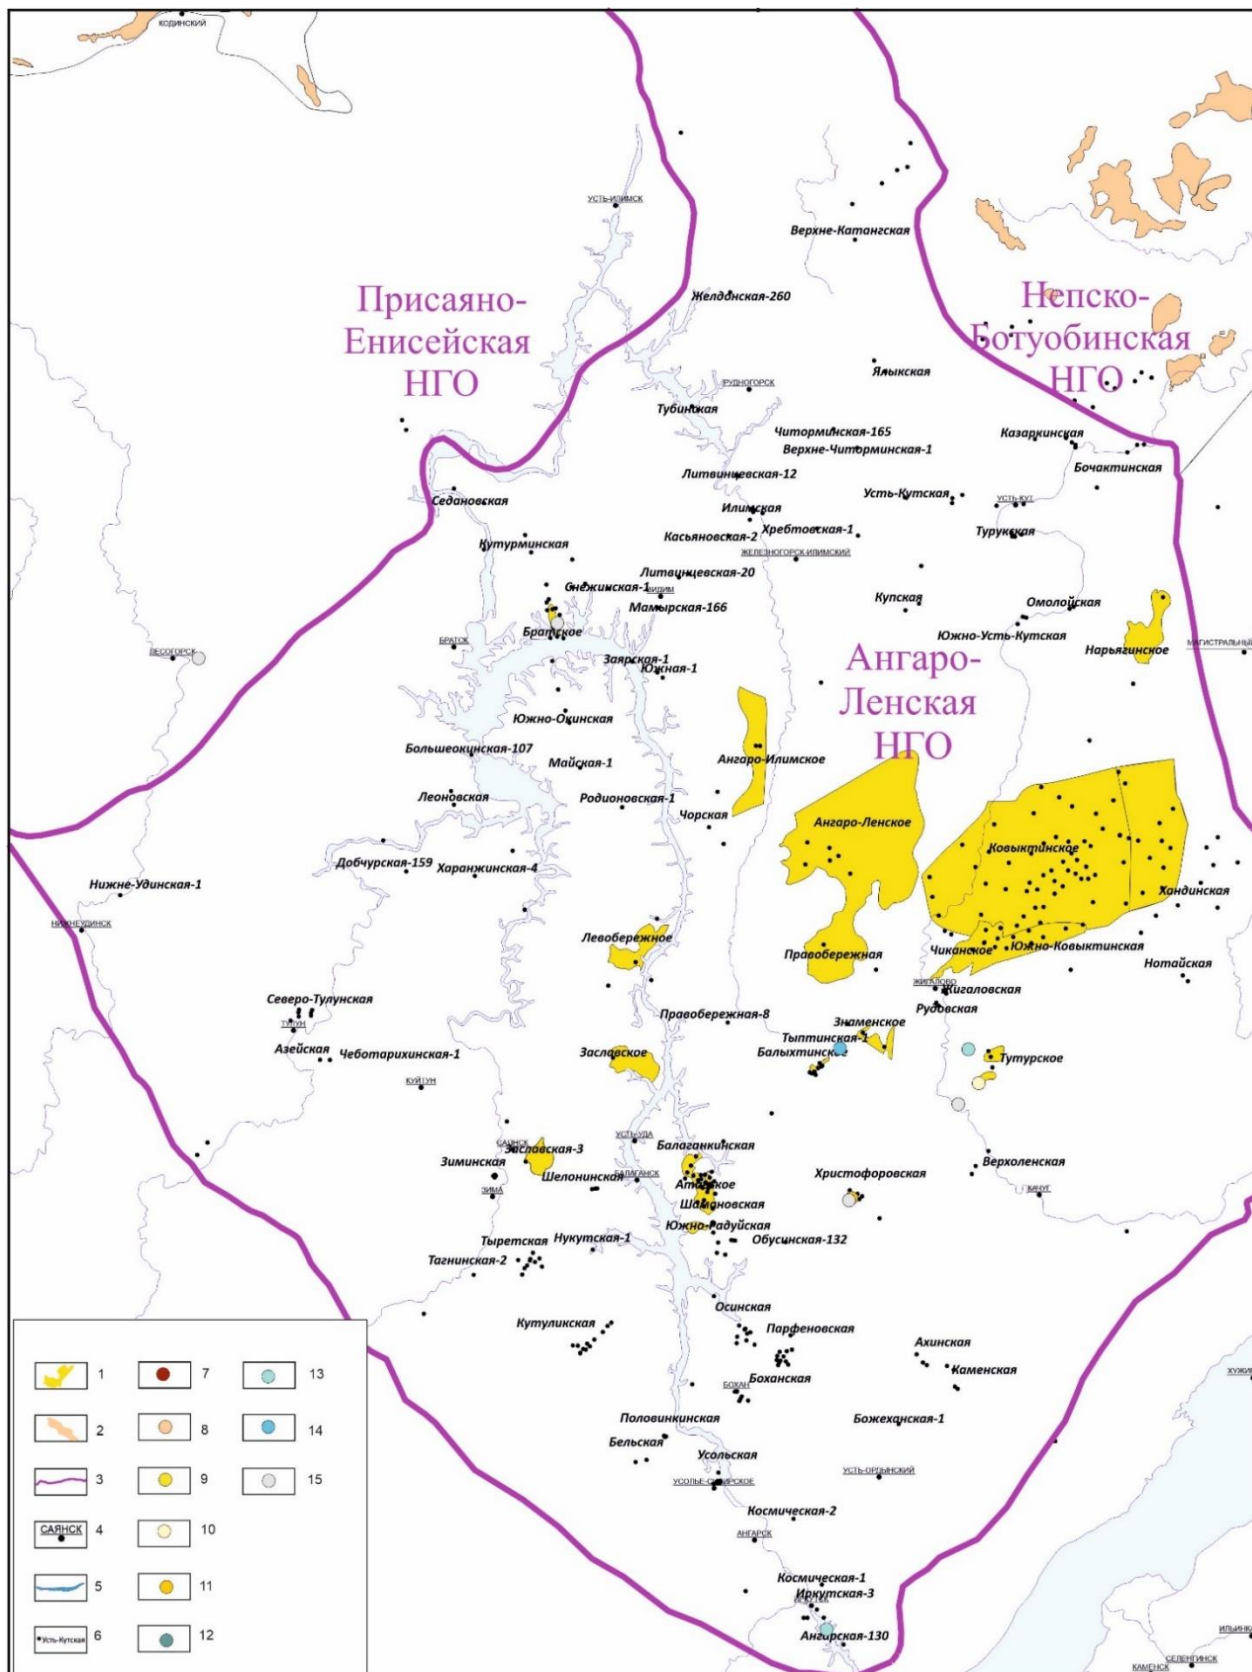 КОДИНСКИЙ
УСТЬ-ИЛИМСК
Верхне-Катангская
Присаяно-
Енисейская
НГО
Непско-
Ботуобинская
НГО
Желдонская-260
Ялыкская
РУДНОГОРСК
Тубинская
Читорминская-165
Казаркинская
Верхне-Читорминская-1
Бочактинская
Литвинцевская-12
Седановская
Усть-Кутская
УСТЬ-КУТ
Илимская
Хребтовская-1
Турукская
Кутурминская
Касьяновская-2
ЖЕЛЕЗНОГОРСК-ИЛИМСКИЙ
Литвинцевская-20
Снежинская-1
ВИДИМ
Мамырская-166
Купская
Омолойская
Братское
Южно-Усть-Кутская
БРАТСК
ЛЕСОГОРСК
Нарьягинское
МАГИСТРАЛЬНЫЙ
Заярская-1
Южная-1
Ангаро-
Ленская
НГО
Южно-Окинская
Большеокинская-107
Майская-1
Ангаро-Илимское
Леоновская
Родионовская-1
Чорская
Ангаро-Ленское
Ковыктинское
Добчурская-159
Харанжинская-4
Нижне-Удинская-1
Хандинская
НИЖНЕУДИНСК
Левобережное
Правобережная
Чиканское
Южно-Ковыктинская
Нотайская
ЖИГАЛОВО
Жигаловская
Северо-Тулунская
Рудовская
ТУЛУН
Правобережная-8
Знаменское
Тыптинская-1
Азейская
Чеботарихинская-1
Заславское
Балыхтинское
Тутурское
КУЙТУН
САЯНСК
УСТЬ-УДА
Заславская-3
Балаганкинская
Зиминская
Шелонинская
БАЛАГАНСК
Христофоровская
Верхоленская
Атовское
ЗИМА
КАЧУГ
Шамановская
Южно-Радуйская
Тыретская
Нукутская-1
Обусинская-132
Тагнинская-2
Осинская
Кутуликская
Парфеновская
Ахинская
Боханская
Каменская
БОХАН
Половинкинская
Божеханская-1
Бельская
Усольская
УСОЛЬЕ-СИБИРСКОЕ
УСТЬ-ОРДЫНСКИЙ
Космическая-2
АНГАРСК
Космическая-1
Иркутская-3
Ангарская-130
СЕЛЕНГИНСК
КАМЕНСК
1
7
13
2
8
14
3
9
15
САЯНСК
4
10
5
11
Усть-Кутская
6
12